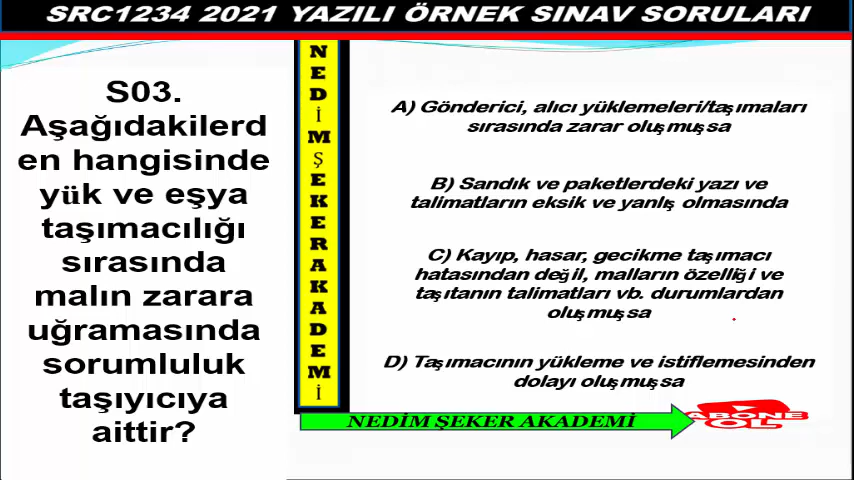 SRC1234 2021 YAZILI ÖRNEK SINAV SORULARI
S03.
Aşağıdakilerd
en hangisinde
yük ve eşya
taşımacılığı
sırasında
malın zarara
uğramasında
sorumluluk
taşıyıcıya
aittir?
NEDİMŞEKERAKADEMİ
A) Gönderici, alıcı yüklemeleri/taşımaları
sırasında zarar oluşmuşsa
B) Sandık ve paketlerdeki yazı ve
talimatların eksik ve yanlış olmasında
C) Kayıp, hasar, gecikme taşımacı
hatasından değil, malların özelliği ve
taşıtanın talimatları vb. durumlardan
oluşmuşsa
D) Taşımacının yükleme ve istiflemesinden
dolayı oluşmuşsa
NEDİM ŞEKER AKADEMİ
ABONE
OL